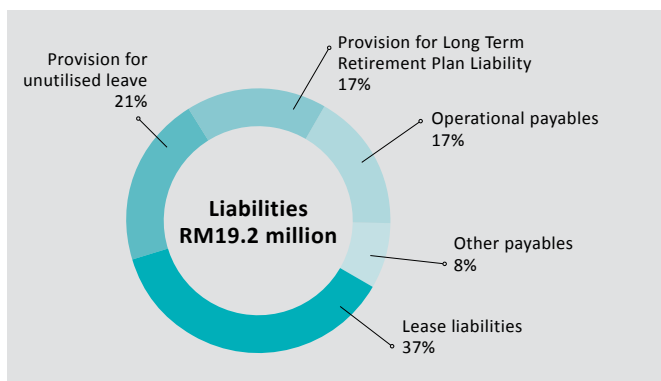 Provision for
unutilised leave
21%
Provision for Long Term
Retirement Plan Liability
17%
Operational payables
17%
Liabilities
RM19.2 million
Other payables
8%
Lease liabilities
37%